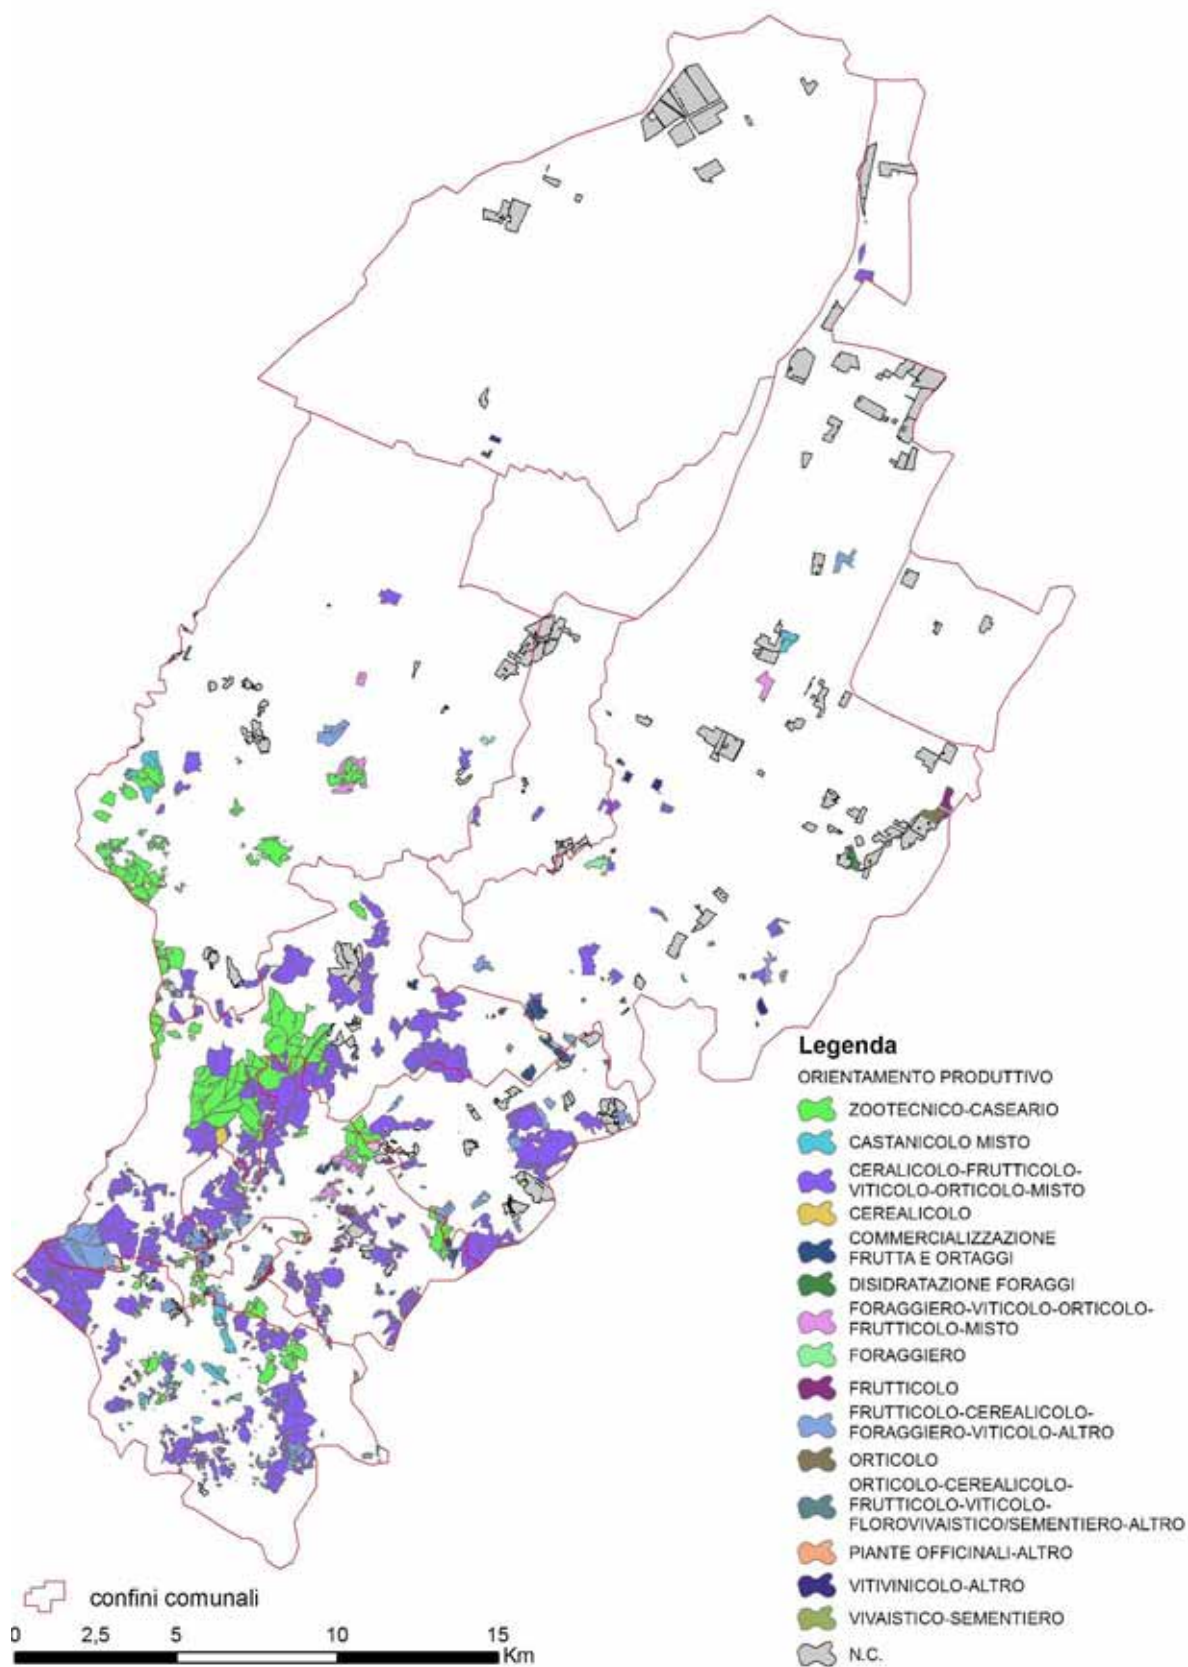 Legenda
ORIENTAMENTO PRODUTTIVO
ZOOTECNICO-CASEARIO
CASTANICOLO MISTO
CERALICOLO-FRUTTICOLO-
VITICOLO-ORTICOLO-MISTO
CEREALICOLO
COMMERCIALIZZAZIONE
FRUTTA E ORTAGGI
DISIDRATAZIONE FORAGGI
FORAGGIERO-VITICOLO-ORTICOLO-
FRUTTICOLO-MISTO
FORAGGIERO
FRUTTICOLO
FRUTTICOLO-CEREALICOLO-
FORAGGIERO-VITICOLO-ALTRO
ORTICOLO
ORTICOLO-CEREALICOLO-
FRUTTICOLO-VITICOLO-
FLOROVIVAISTICO/SEMENTIERO-ALTRO
PIANTE OFFICINALI-ALTRO
VITIVINICOLO-ALTRO
VIVAISTICO-SEMENTIERO
N.C.
confini comunali
0 2,5 5 10 15
Km